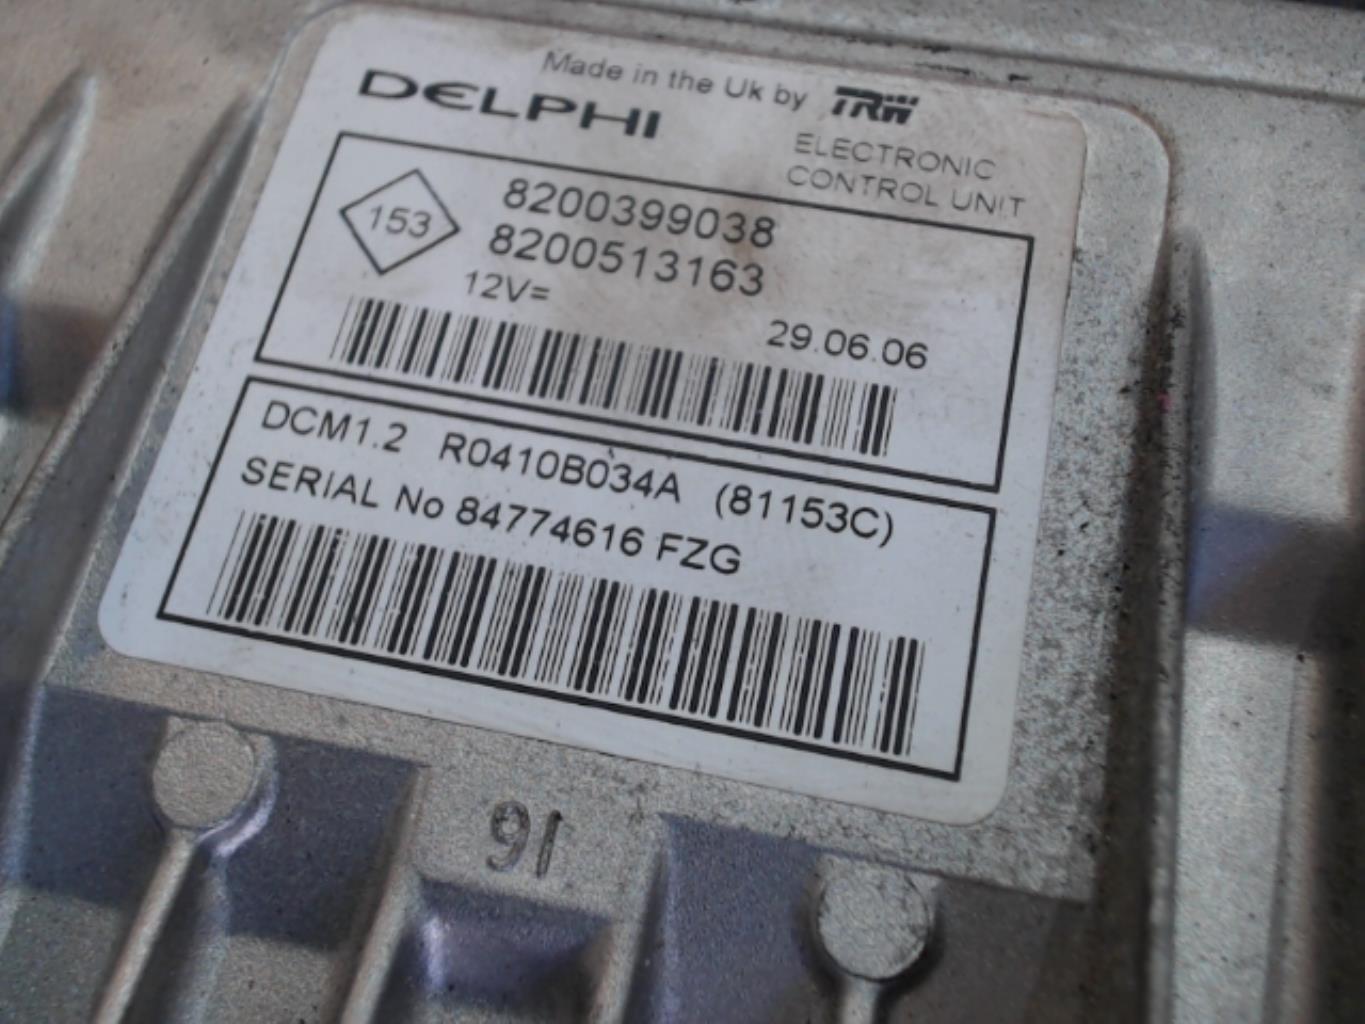 Made in the Uk by TRW
DELPHI
ELECTRONIC
CONTROL UNIT
153
8200399038
8200513163
12V=
29.06.06
DCM1.2 R0410B034A (81153C)
SERIAL No 84774616 FZG
91